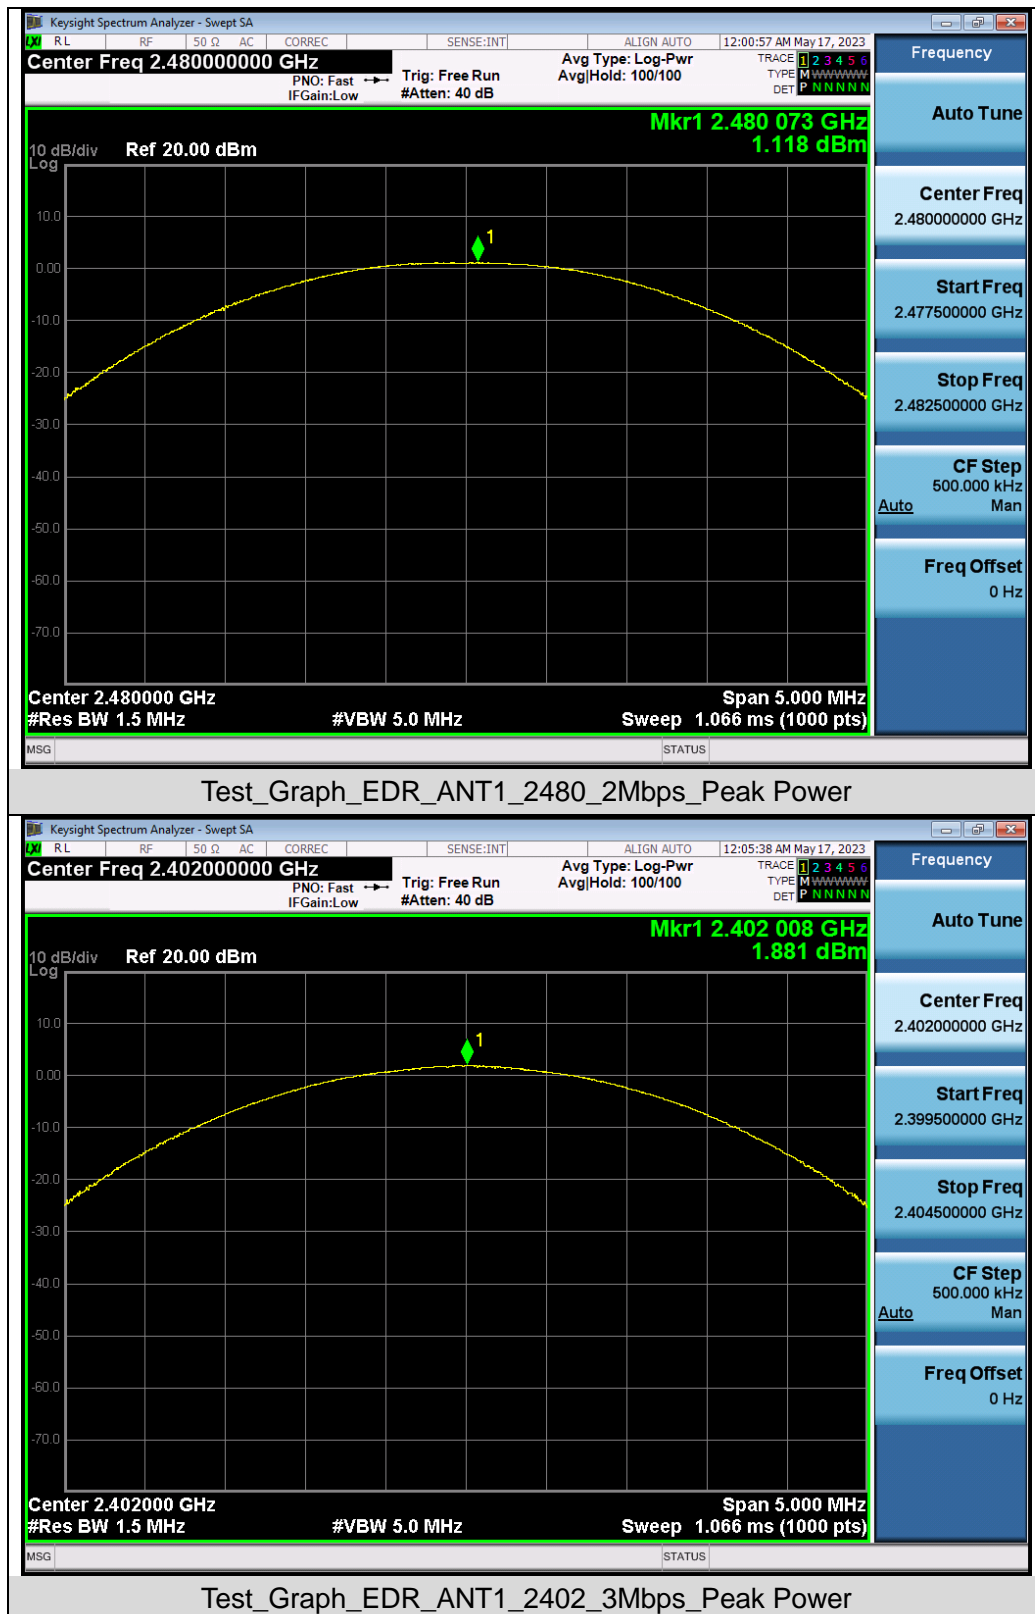 Keysight Spectrum Analyzer - Swept SA
LXI RL RF 50 Ω AC CORREC SENSE:INT ALIGN AUTO 12:00:57 AM May 17, 2023
Center Freq 2.480000000 GHz
PNO: Fast
IFGain:Low
Trig: Free Run
#Atten: 40 dB
Avg Type: Log-Pwr
Avg|Hold: 100/100
TRACE 1 2 3 4 5 6
TYPE M WWWWW
DET P N N N N N
Mkr1 2.480 073 GHz
1.118 dBm
10 dB/div Ref 20.00 dBm
Log
10.0
0.00
-10.0
-20.0
-30.0
-40.0
-50.0
-60.0
-70.0
1
Center 2.480000 GHz Span 5.000 MHz
#Res BW 1.5 MHz #VBW 5.0 MHz Sweep 1.066 ms (1000 pts)
MSG STATUS
Frequency
Auto Tune
Center Freq
2.480000000 GHz
Start Freq
2.477500000 GHz
Stop Freq
2.482500000 GHz
CF Step
500.000 kHz
Auto Man
Freq Offset
0 Hz
Test_Graph_EDR_ANT1_2480_2Mbps_Peak Power
Keysight Spectrum Analyzer - Swept SA
LXI RL RF 50 Ω AC CORREC SENSE:INT ALIGN AUTO 12:05:38 AM May 17, 2023
Center Freq 2.402000000 GHz
PNO: Fast
IFGain:Low
Trig: Free Run
#Atten: 40 dB
Avg Type: Log-Pwr
Avg|Hold: 100/100
TRACE 1 2 3 4 5 6
TYPE M WWWWW
DET P N N N N N
Mkr1 2.402 008 GHz
1.881 dBm
10 dB/div Ref 20.00 dBm
Log
10.0
0.00
-10.0
-20.0
-30.0
-40.0
-50.0
-60.0
-70.0
1
Center 2.402000 GHz Span 5.000 MHz
#Res BW 1.5 MHz #VBW 5.0 MHz Sweep 1.066 ms (1000 pts)
MSG STATUS
Frequency
Auto Tune
Center Freq
2.402000000 GHz
Start Freq
2.399500000 GHz
Stop Freq
2.404500000 GHz
CF Step
500.000 kHz
Auto Man
Freq Offset
0 Hz
Test_Graph_EDR_ANT1_2402_3Mbps_Peak Power